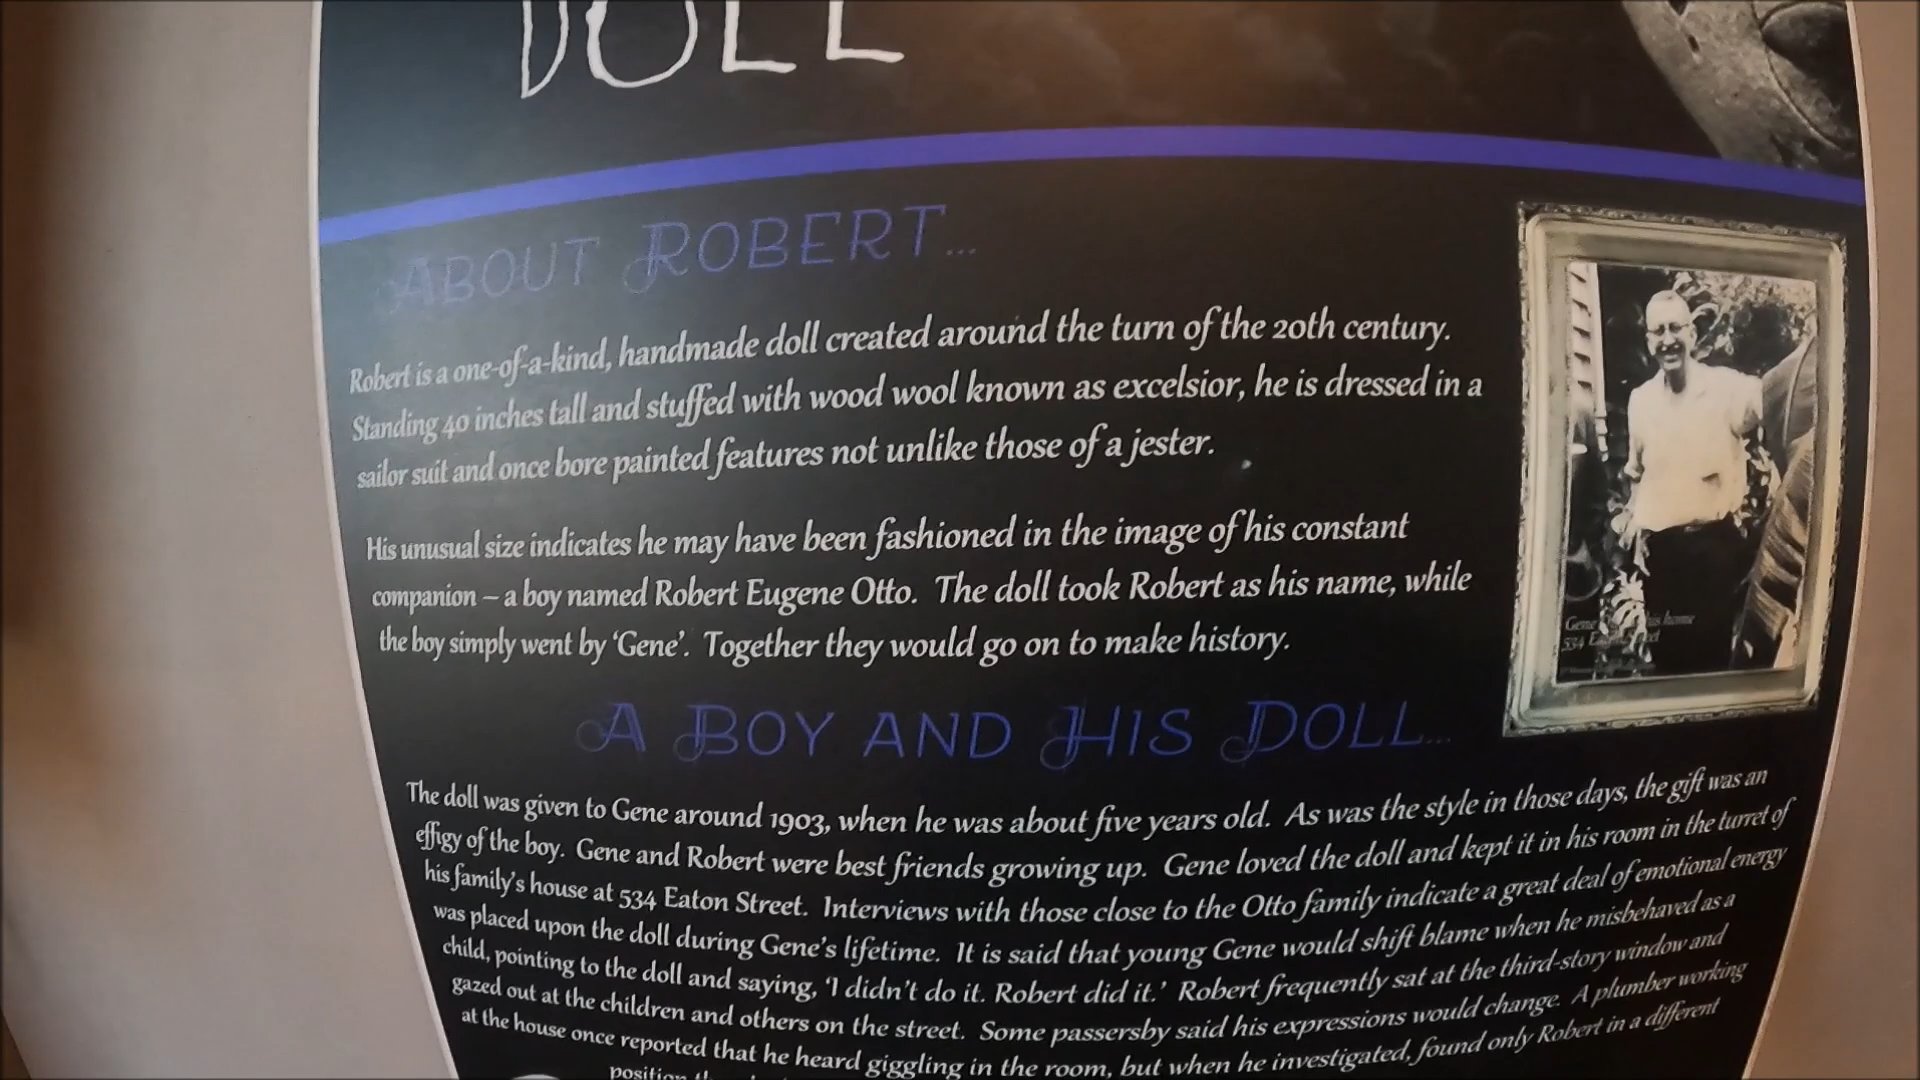 DOLL
ABOUT ROBERT...
Robert is a one-of-a-kind, handmade doll created around the turn of the 20th century.
Standing 40 inches tall and stuffed with wood wool known as excelsior, he is dressed in a
sailor suit and once bore painted features not unlike those of a jester.
His unusual size indicates he may have been fashioned in the image of his constant
companion – a boy named Robert Eugene Otto. The doll took Robert as his name, while
the boy simply went by ‘Gene’. Together they would go on to make history.
Gene his home
534 Eaton Street
A BOY AND HIS DOLL...
The doll was given to Gene around 1903, when he was about five years old. As was the style in those days, the gift was an
effigy of the boy. Gene and Robert were best friends growing up. Gene loved the doll and kept it in his room in the turret of
his family's house at 534 Eaton Street. Interviews with those close to the Otto family indicate a great deal of emotional energy
was placed upon the doll during Gene's lifetime. It is said that young Gene would shift blame when he misbehaved as a
child, pointing to the doll and saying, ‘I didn't do it. Robert did it.’ Robert frequently sat at the third-story window and
gazed out at the children and others on the street. Some passersby said his expressions would change. A plumber working
at the house once reported that he heard giggling in the room, but when he investigated, found only Robert in a different
position